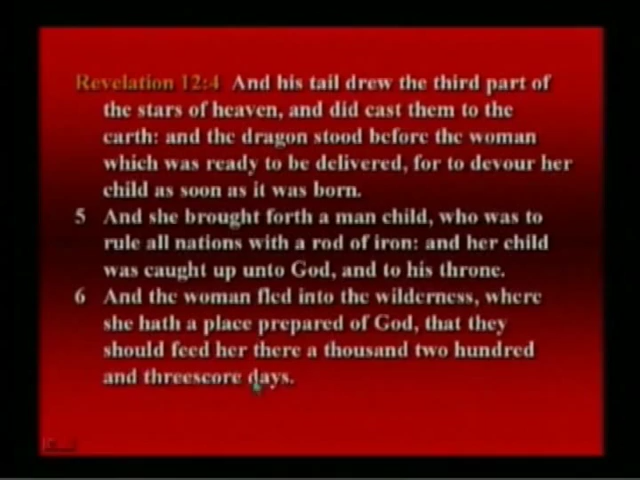 Revelation 12:4 And his tail drew the third part of
the stars of heaven, and did cast them to the
earth: and the dragon stood before the woman
which was ready to be delivered, for to devour her
child as soon as it was born.
5 And she brought forth a man child, who was to
rule all nations with a rod of iron: and her child
was caught up unto God, and to his throne.
6 And the woman fled into the wilderness, where
she hath a place prepared of God, that they
should feed her there a thousand two hundred
and threescore days.